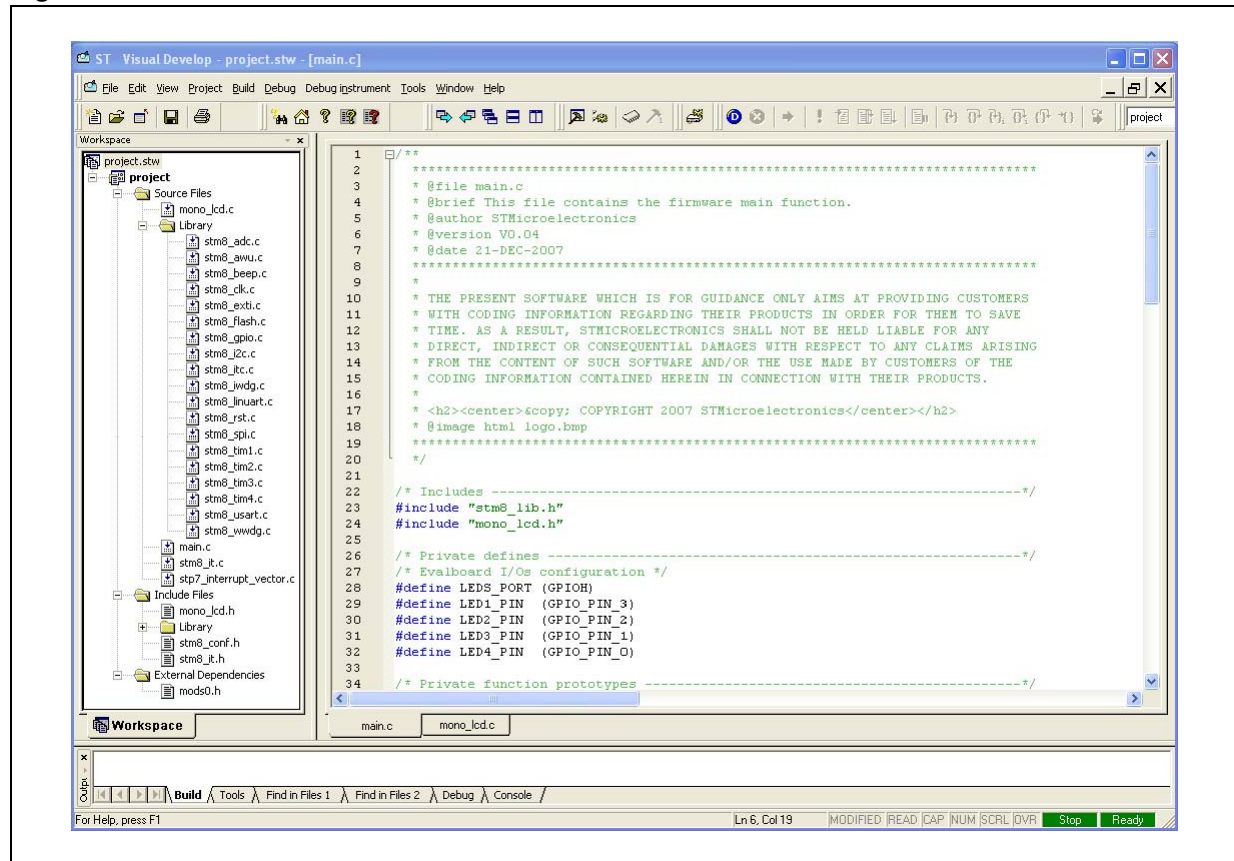 ST Visual Develop - project.stw - [main.c]
File Edit View Project Build Debug Debug instrument Tools Window Help
project
Workspace
project.stw
project
Source Files
mono_lcd.c
Library
stm8_adc.c
stm8_awu.c
stm8_beep.c
stm8_clk.c
stm8_exti.c
stm8_flash.c
stm8_gpio.c
stm8_i2c.c
stm8_itc.c
stm8_iwdg.c
stm8_linuart.c
stm8_rst.c
stm8_spi.c
stm8_tim1.c
stm8_tim2.c
stm8_tim3.c
stm8_tim4.c
stm8_usart.c
stm8_wwdg.c
main.c
stm8_it.c
stp7_interrupt_vector.c
Include Files
mono_lcd.h
Library
stm8_conf.h
stm8_it.h
External Dependencies
mods0.h
Workspace
1 /**
2 ******************************************************************************
3 * @file main.c
4 * @brief This file contains the firmware main function.
5 * @author STMicroelectronics
6 * @version V0.04
7 * @date 21-DEC-2007
8 ******************************************************************************
9 *
10 * THE PRESENT SOFTWARE WHICH IS FOR GUIDANCE ONLY AIMS AT PROVIDING CUSTOMERS
11 * WITH CODING INFORMATION REGARDING THEIR PRODUCTS IN ORDER FOR THEM TO SAVE
12 * TIME. AS A RESULT, STMICROELECTRONICS SHALL NOT BE HELD LIABLE FOR ANY
13 * DIRECT, INDIRECT OR CONSEQUENTIAL DAMAGES WITH RESPECT TO ANY CLAIMS ARISING
14 * FROM THE CONTENT OF SUCH SOFTWARE AND/OR THE USE MADE BY CUSTOMERS OF THE
15 * CODING INFORMATION CONTAINED HEREIN IN CONNECTION WITH THEIR PRODUCTS.
16 *
17 * <h2><center>&copy; COPYRIGHT 2007 STMicroelectronics</center></h2>
18 * @image html logo.bmp
19 ******************************************************************************
20 */
21
22 /* Includes ------------------------------------------------------------------*/
23 #include "stm8_lib.h"
24 #include "mono_lcd.h"
25
26 /* Private defines -----------------------------------------------------------*/
27 /* Evalboard I/Os configuration */
28 #define LEDS_PORT (GPIOH)
29 #define LED1_PIN (GPIO_PIN_3)
30 #define LED2_PIN (GPIO_PIN_2)
31 #define LED3_PIN (GPIO_PIN_1)
32 #define LED4_PIN (GPIO_PIN_0)
33
34 /* Private function prototypes -----------------------------------------------*/
main.c mono_lcd.c
Build Tools Find in Files 1 Find in Files 2 Debug Console
For Help, press F1
Ln 6, Col 19 MODIFIED READ CAP NUM SCRL OVR Stop Ready